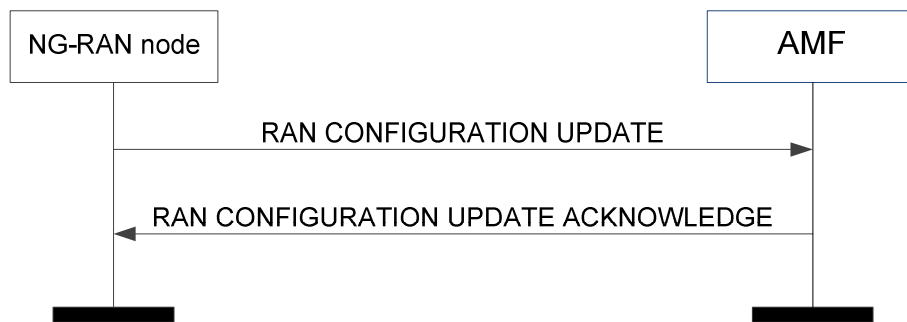 NG-RAN node
AMF
RAN CONFIGURATION UPDATE
RAN CONFIGURATION UPDATE ACKNOWLEDGE